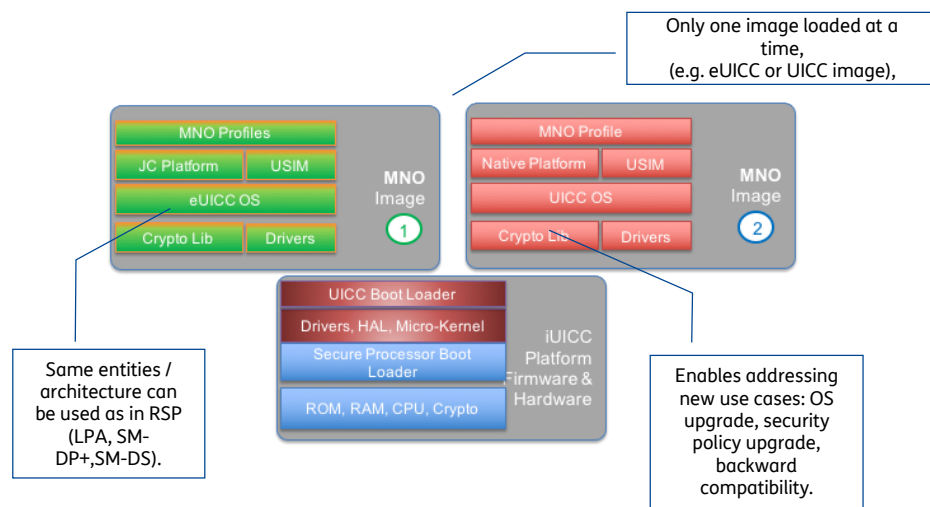 Only one image loaded at a
time,
(e.g. eUICC or UICC image),
MNO Profiles
JC Platform
USIM
eUICC OS
Crypto Lib
Drivers
MNO
Image
1
MNO Profile
Native Platform
USIM
UICC OS
Crypto Lib
Drivers
MNO
Image
2
UICC Boot Loader
Drivers, HAL, Micro-Kernel
Secure Processor Boot
Loader
ROM, RAM, CPU, Crypto
iUICC
Platform
Firmware &
Hardware
Same entities /
architecture can
be used as in RSP
(LPA, SM-
DP+,SM-DS).
Enables addressing
new use cases: OS
upgrade, security
policy upgrade,
backward
compatibility.